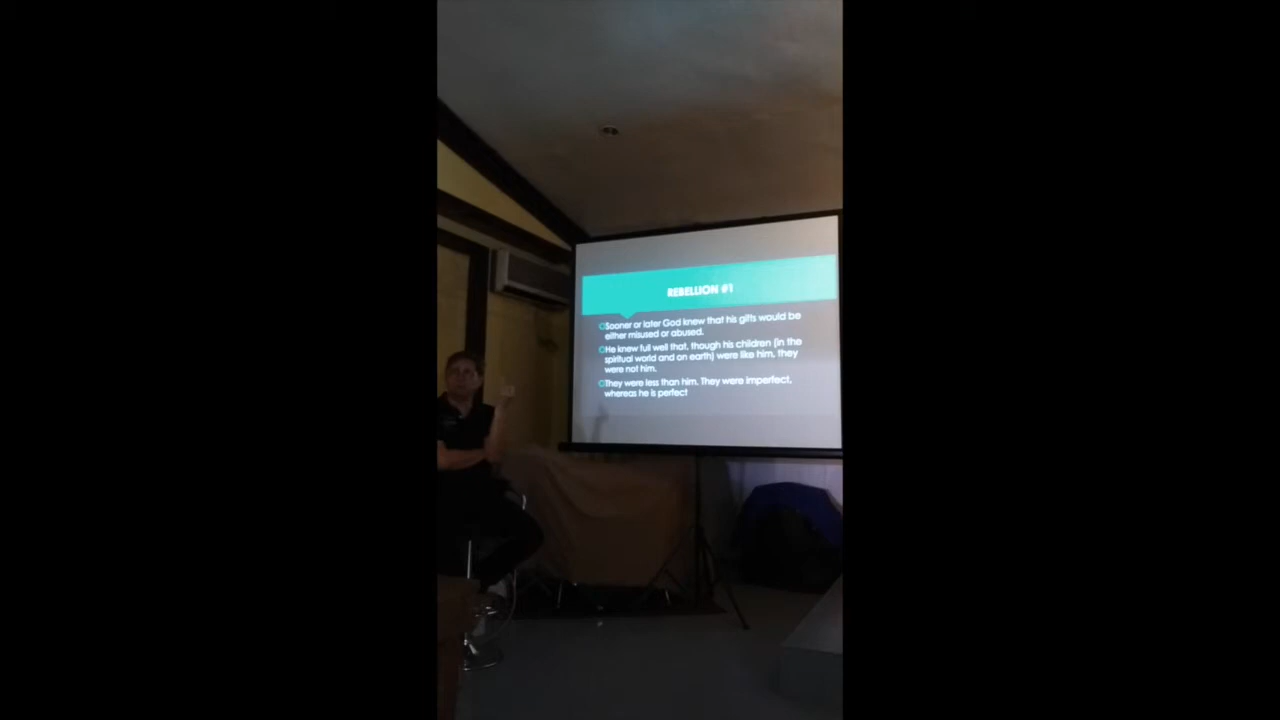 REBELLION #1
Sooner or later God knew that his gifts would be
either misused or abused.
He knew full well that, though his children (in the
spiritual world and on earth) were like him, they
were not him.
They were less than him. They were imperfect,
whereas he is perfect